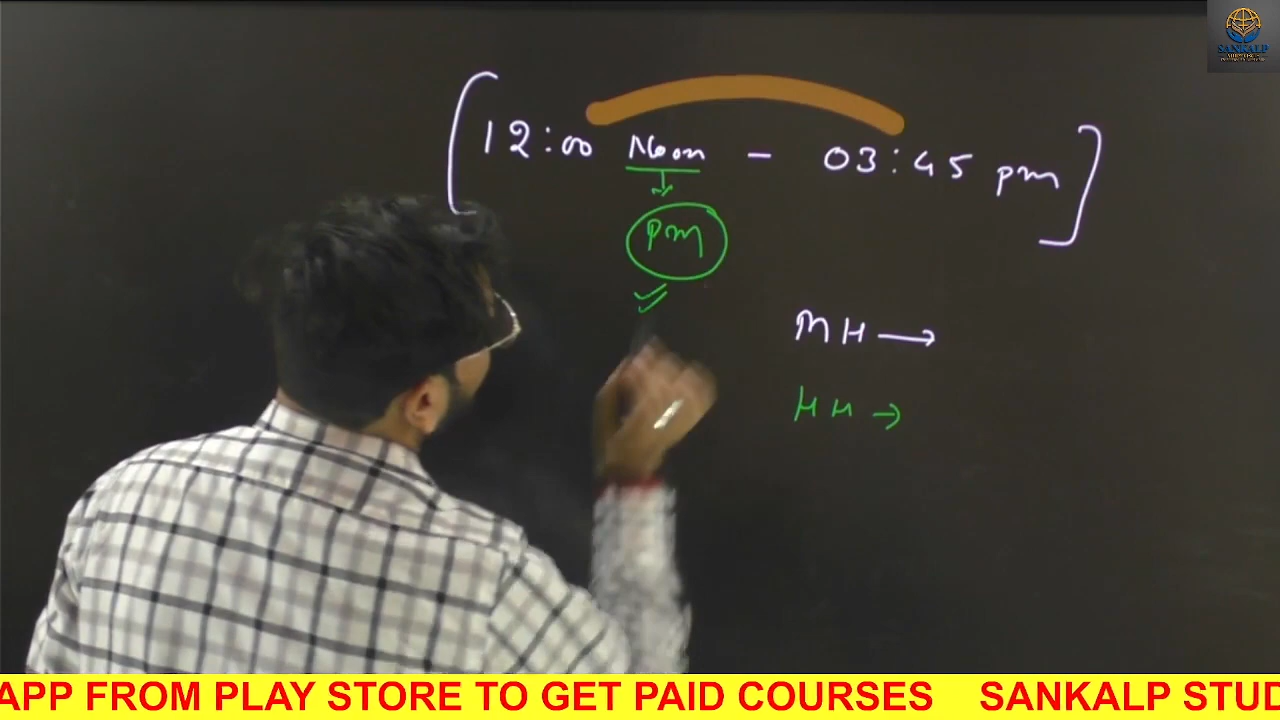 SANKALP
[12:00 Noon - 03:45 pm]
pm
MH →
HH →
APP FROM PLAY STORE TO GET PAID COURSES SANKALP STUD